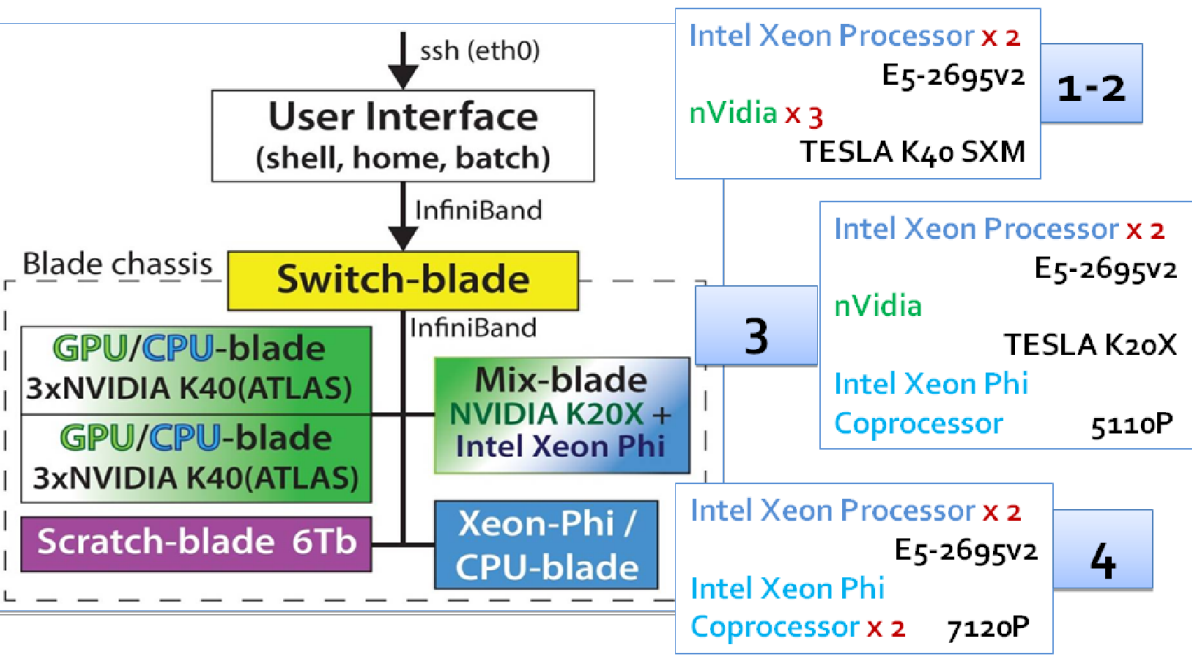 ssh (eth0)
User Interface
(shell, home, batch)
InfiniBand
Blade chassis
Switch-blade
InfiniBand
GPU/CPU-blade
3xNVIDIA K40(ATLAS)
GPU/CPU-blade
3xNVIDIA K40(ATLAS)
Mix-blade
NVIDIA K20X +
Intel Xeon Phi
Scratch-blade 6Tb
Xeon-Phi /
CPU-blade
Intel Xeon Processor x 2
E5-2695v2
nVidia x 3
TESLA K40 SXM
1-2
Intel Xeon Processor x 2
E5-2695v2
nVidia
TESLA K20X
Intel Xeon Phi
Coprocessor 5110P
3
Intel Xeon Processor x 2
E5-2695v2
Intel Xeon Phi
Coprocessor x 2 7120P
4